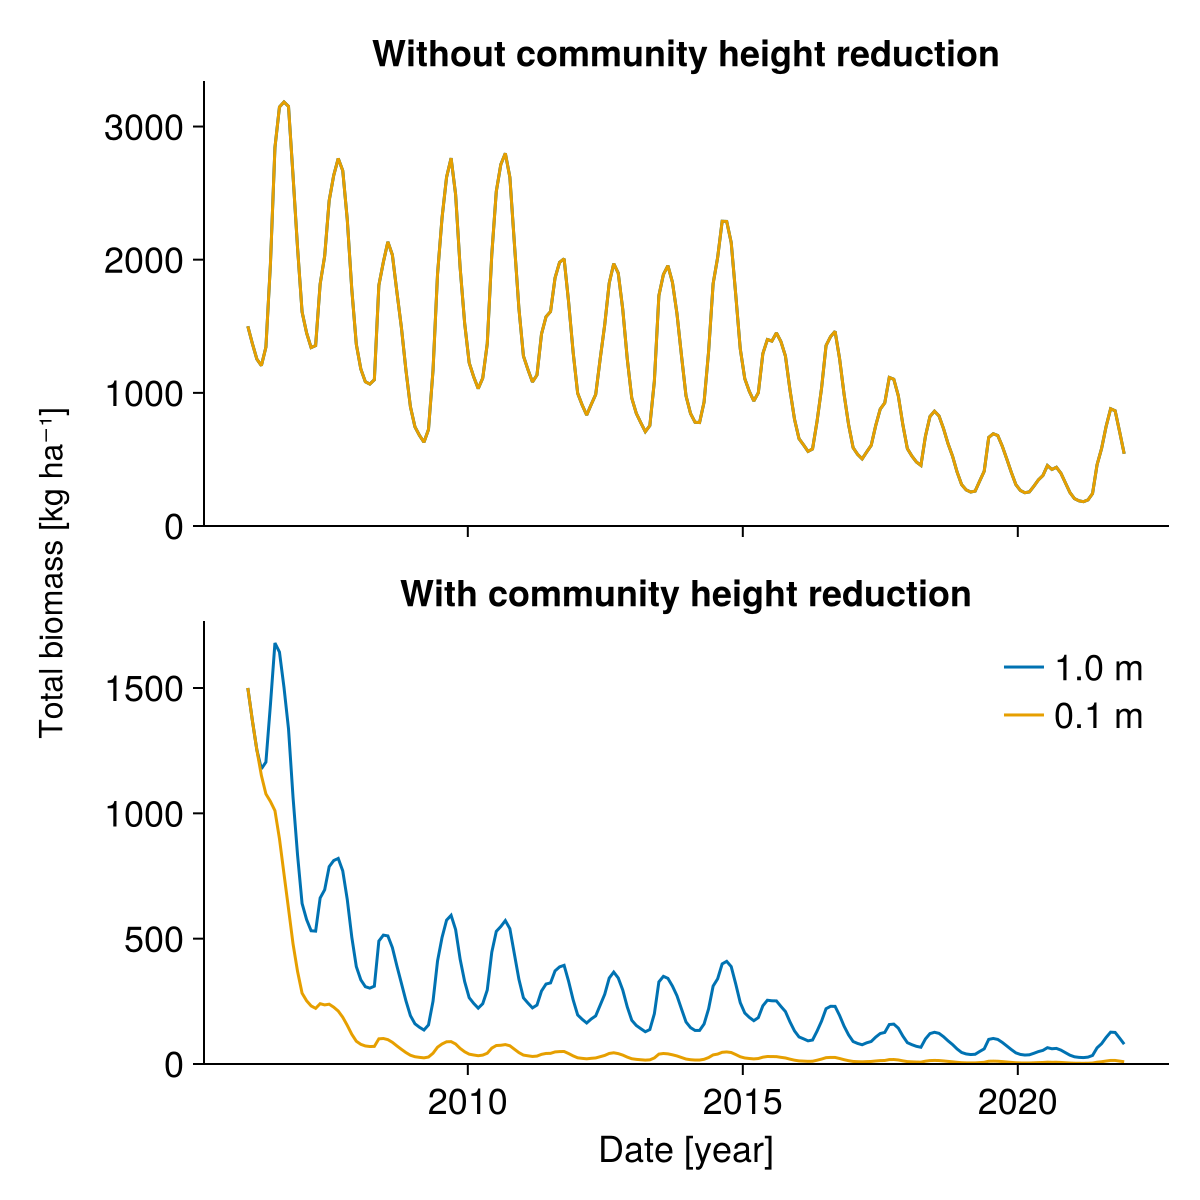 Without community height reduction
3000
2000
1000
0
Total biomass [kg ha⁻¹]
With community height reduction
1.0 m
0.1 m
1500
1000
500
0
2010
2015
2020
Date [year]